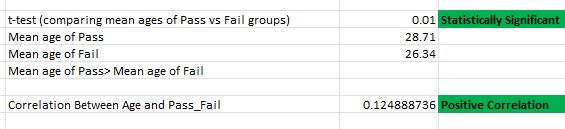 t-test (comparing mean ages of Pass vs Fail groups) 0.01 Statistically Significant
Mean age of Pass 28.71
Mean age of Fail 26.34
Mean age of Pass> Mean age of Fail
Correlation Between Age and Pass_Fail 0.124888736 Positive Correlation